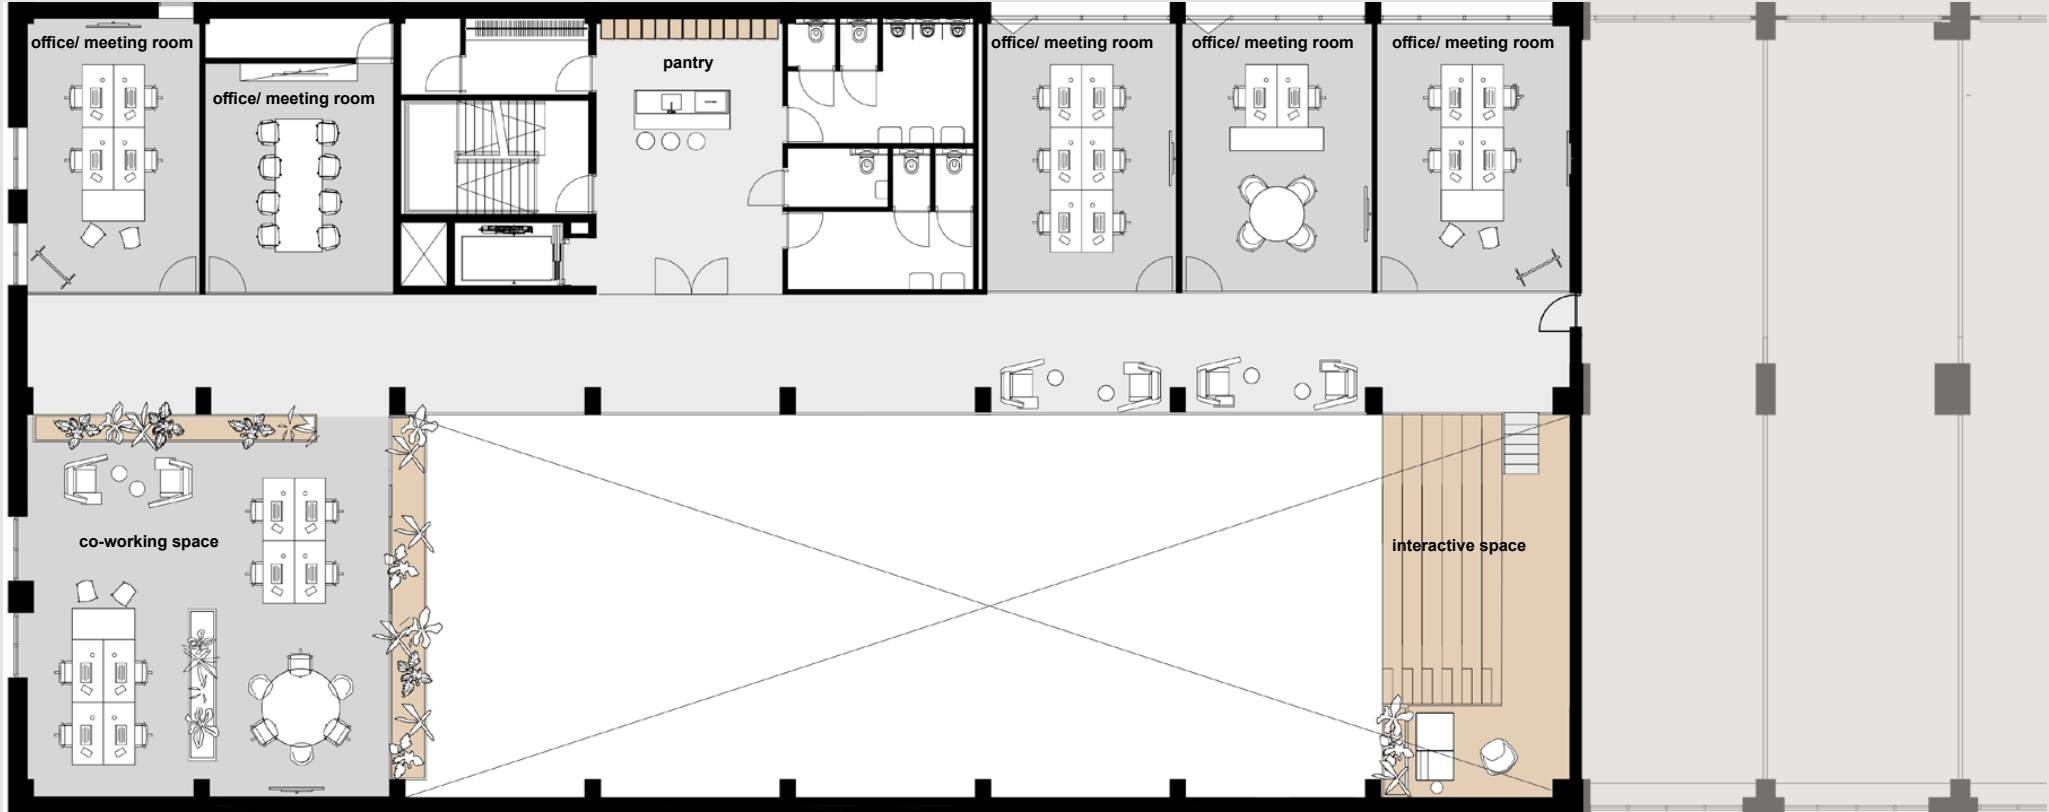 office/ meeting room
office/ meeting room
pantry
office/ meeting room
office/ meeting room
office/ meeting room
co-working space
interactive space